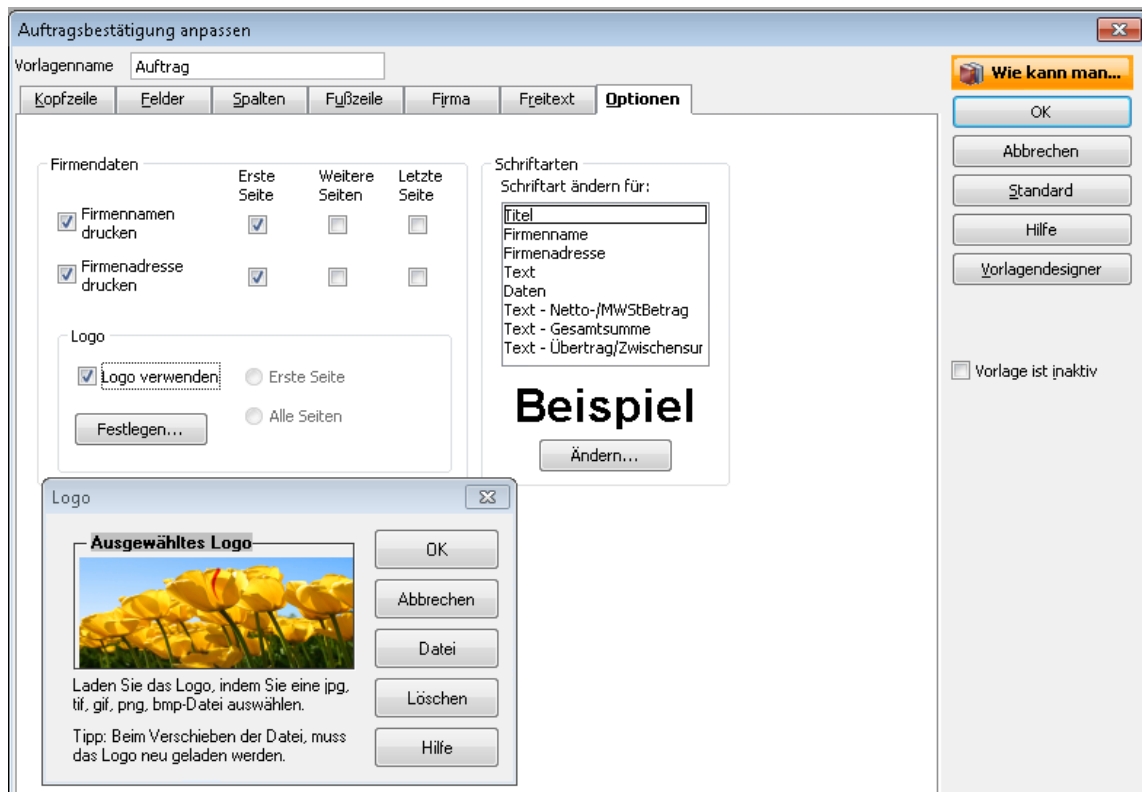 Auftragsbestätigung anpassen
Vorlagenname Auftrag
Kopfzeile Felder Spalten Fußzeile Firma Freitext Optionen
Firmendaten
Erste Seite
Weitere Seiten
Letzte Seite
Firmennamen drucken
Firmenadresse drucken
Logo
Logo verwenden
Erste Seite
Alle Seiten
Festlegen...
Schriftarten
Schriftart ändern für:
Titel
Firmenname
Firmenadresse
Text
Daten
Text - Netto-/MWStBetrag
Text - Gesamtsumme
Text - Übertrag/Zwischensur
Beispiel
Ändern...
Wie kann man...
OK
Abbrechen
Standard
Hilfe
Vorlagendesigner
Vorlage ist inaktiv
Logo
Ausgewähltes Logo
Laden Sie das Logo, indem Sie eine jpg,
tif, gif, png, bmp-Datei auswählen.
Tipp: Beim Verschieben der Datei, muss
das Logo neu geladen werden.
OK
Abbrechen
Datei
Löschen
Hilfe